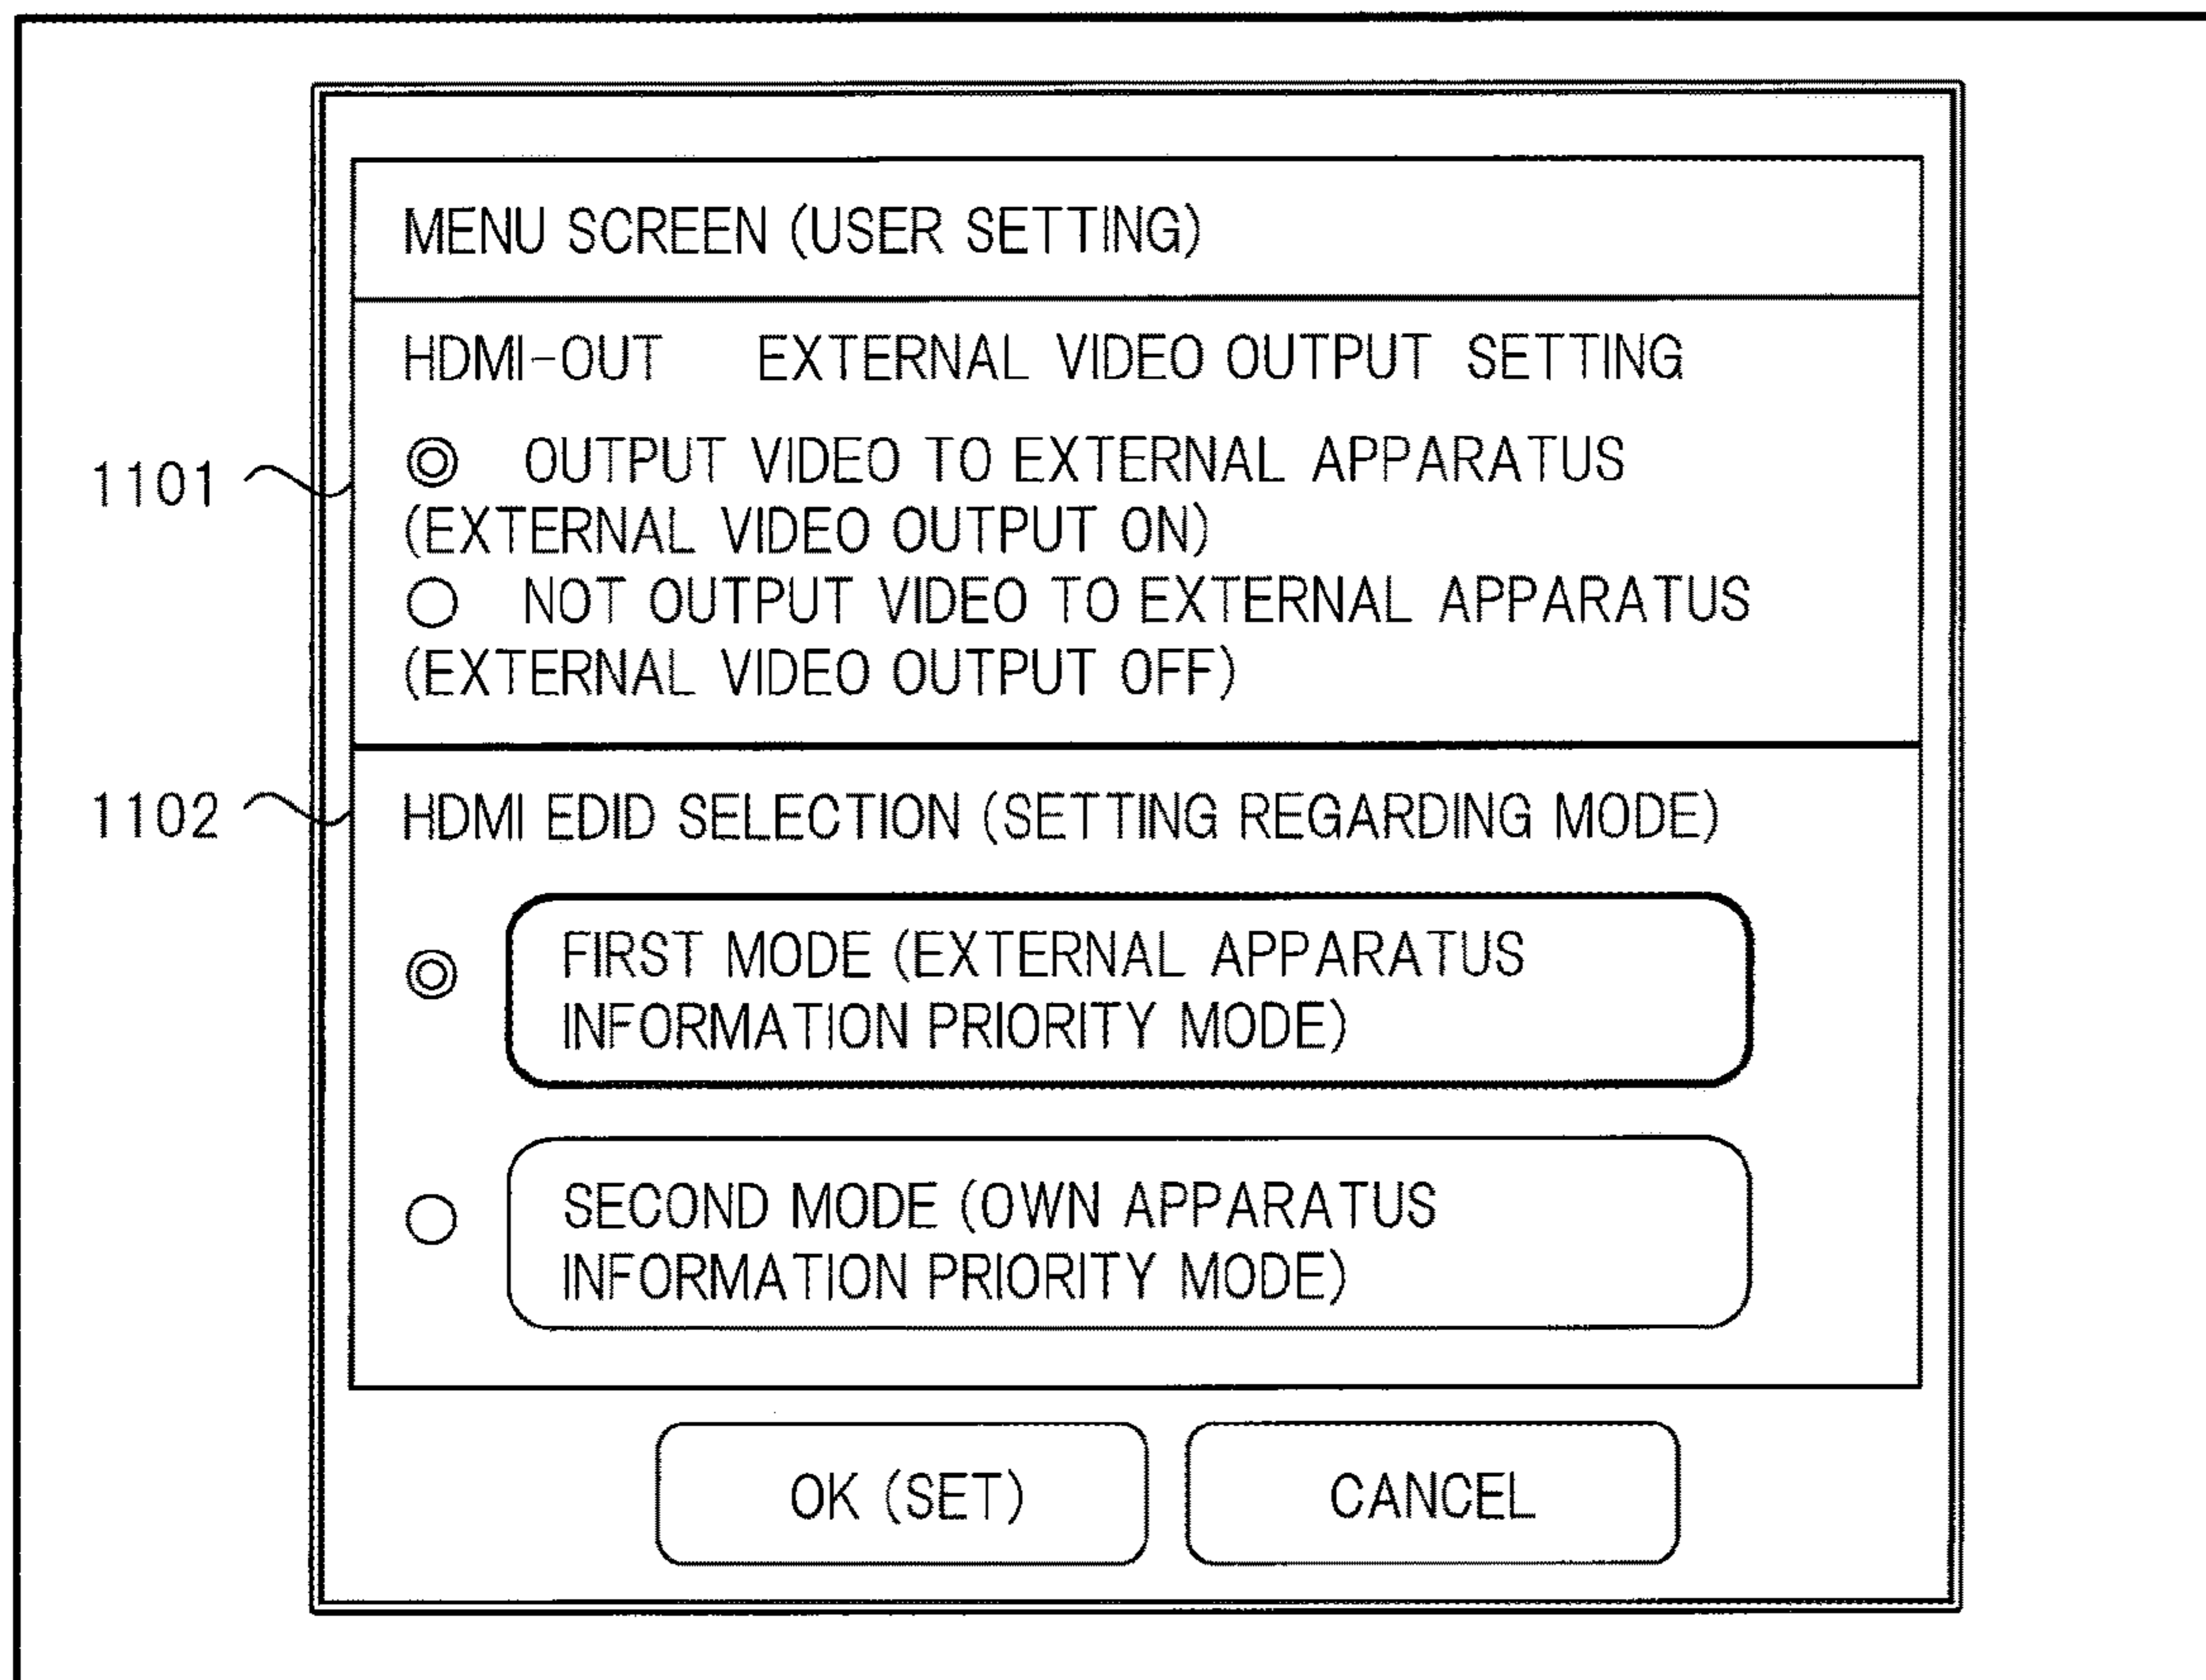 MENU SCREEN (USER SETTING)
HDMI-OUT EXTERNAL VIDEO OUTPUT SETTING
1101
OUTPUT VIDEO TO EXTERNAL APPARATUS
(EXTERNAL VIDEO OUTPUT ON)
NOT OUTPUT VIDEO TO EXTERNAL APPARATUS
(EXTERNAL VIDEO OUTPUT OFF)
1102
HDMI EDID SELECTION (SETTING REGARDING MODE)
FIRST MODE (EXTERNAL APPARATUS
INFORMATION PRIORITY MODE)
SECOND MODE (OWN APPARATUS
INFORMATION PRIORITY MODE)
OK (SET)
CANCEL